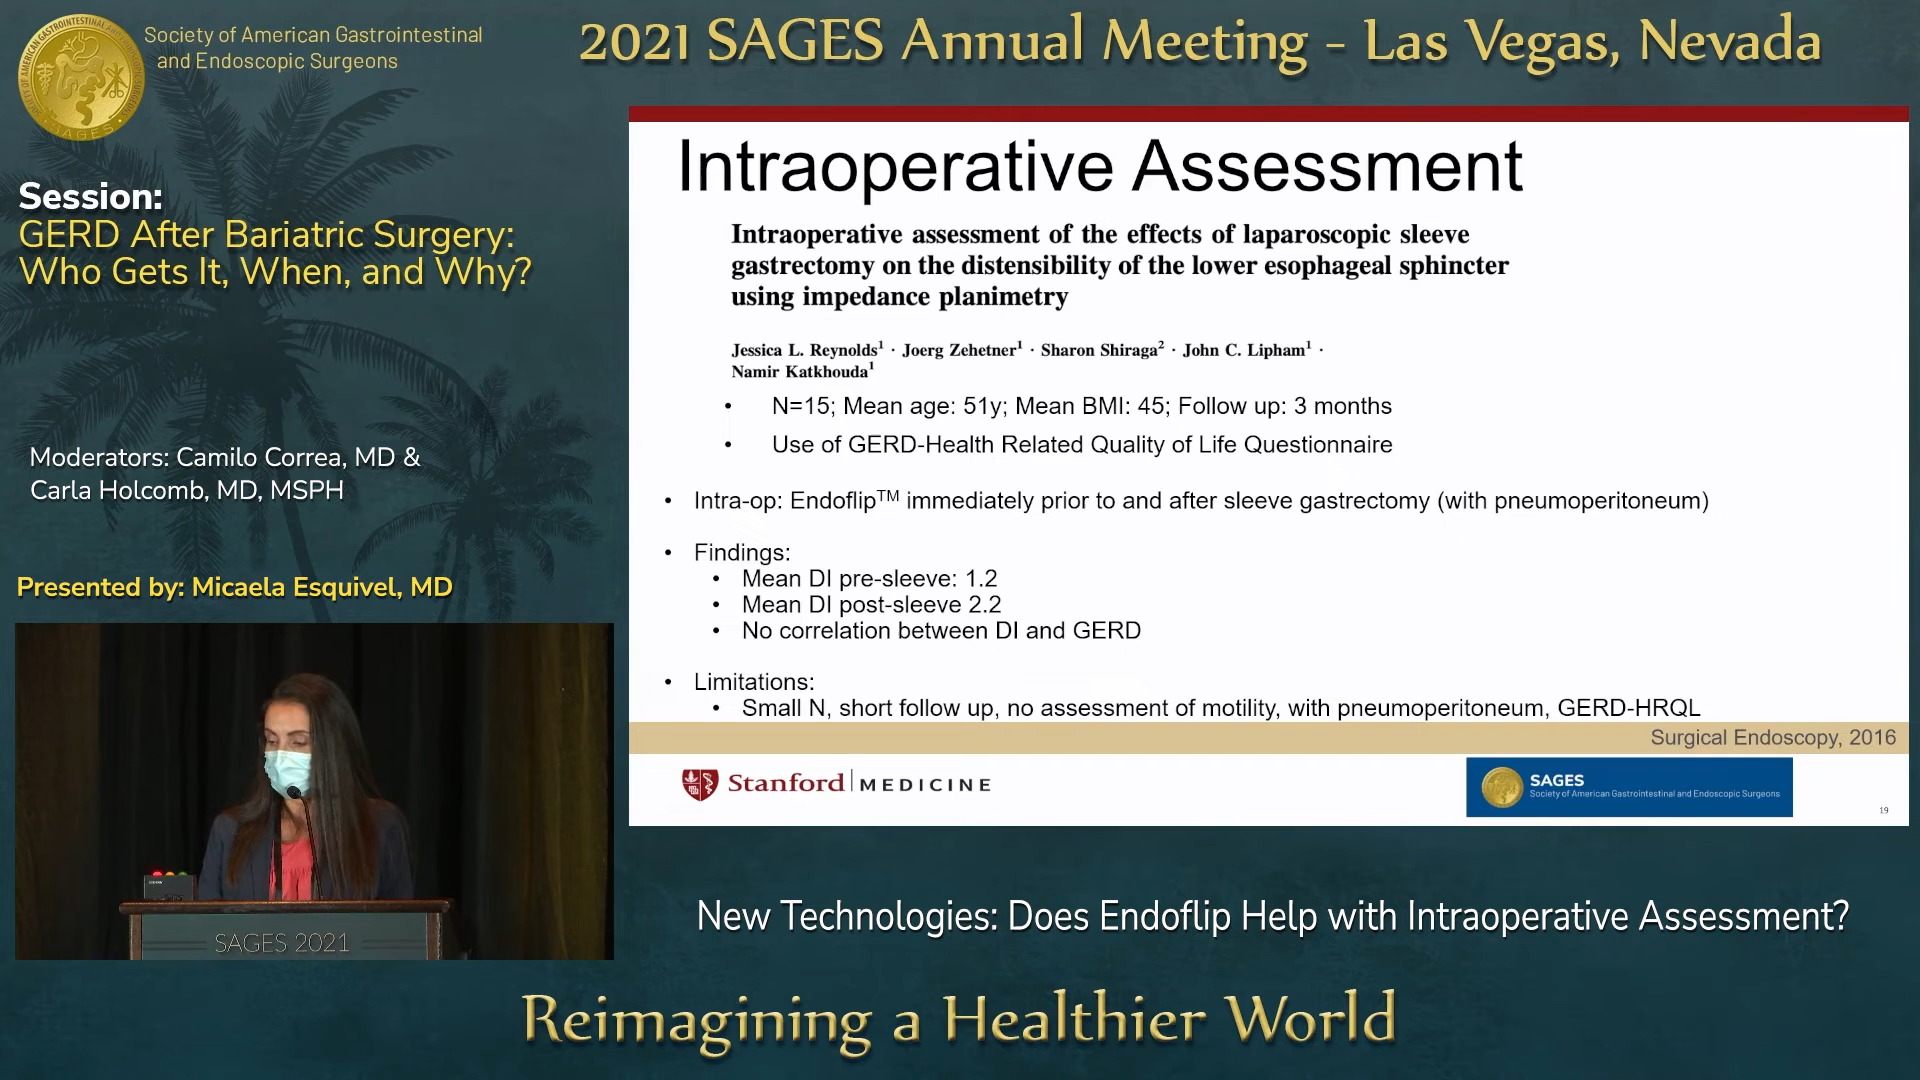 Society of American Gastrointestinal
and Endoscopic Surgeons
2021 SAGES Annual Meeting - Las Vegas, Nevada
Session:
GERD After Bariatric Surgery:
Who Gets It, When, and Why?
Moderators: Camilo Correa, MD &
Carla Holcomb, MD, MSPH
Presented by: Micaela Esquivel, MD
SAGES 2021
Intraoperative Assessment
Intraoperative assessment of the effects of laparoscopic sleeve
gastrectomy on the distensibility of the lower esophageal sphincter
using impedance planimetry
Jessica L. Reynolds¹ · Joerg Zehetner¹ · Sharon Shiraga² · John C. Lipham¹ ·
Namir Katkhouda¹
• N=15; Mean age: 51y; Mean BMI: 45; Follow up: 3 months
• Use of GERD-Health Related Quality of Life Questionnaire
• Intra-op: Endoflip™ immediately prior to and after sleeve gastrectomy (with pneumoperitoneum)
• Findings:
• Mean DI pre-sleeve: 1.2
• Mean DI post-sleeve 2.2
• No correlation between DI and GERD
• Limitations:
• Small N, short follow up, no assessment of motility, with pneumoperitoneum, GERD-HRQL
Surgical Endoscopy, 2016
Stanford MEDICINE
SAGES
Society of American Gastrointestinal and Endoscopic Surgeons
19
New Technologies: Does Endoflip Help with Intraoperative Assessment?
Reimagining a Healthier World